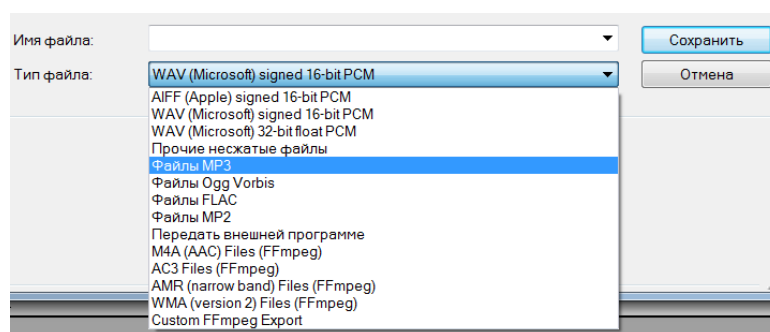 Имя файла:
Сохранить
Тип файла:
WAV (Microsoft) signed 16-bit PCM
Отмена
AIFF (Apple) signed 16-bit PCM
WAV (Microsoft) signed 16-bit PCM
WAV (Microsoft) 32-bit float PCM
Прочие несжатые файлы
Файлы MP3
Файлы Ogg Vorbis
Файлы FLAC
Файлы MP2
Передать внешней программе
M4A (AAC) Files (FFmpeg)
AC3 Files (FFmpeg)
AMR (narrow band) Files (FFmpeg)
WMA (version 2) Files (FFmpeg)
Custom FFmpeg Export